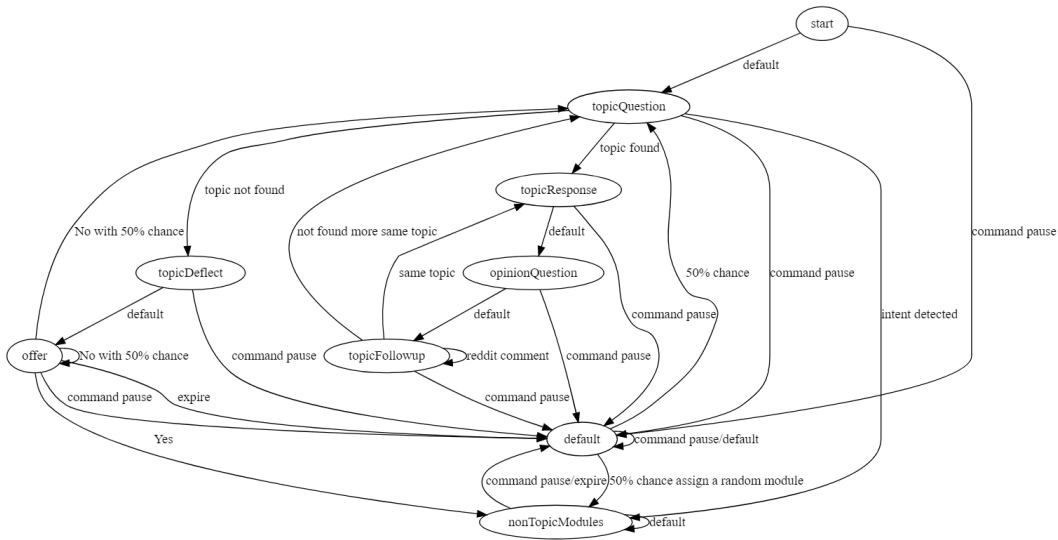 start
default
topicQuestion
topic found
topic not found
topicResponse
No with 50% chance
not found more same topic
default
command pause
topicDeflect
same topic
opinionQuestion
50% chance
command pause
default
default
command pause
intent detected
offer
No with 50% chance
command pause
topicFollowup
reddit comment
command pause
command pause
expire
command pause
Yes
default
command pause/default
command pause/expire
50% chance assign a random module
nonTopicModules
default